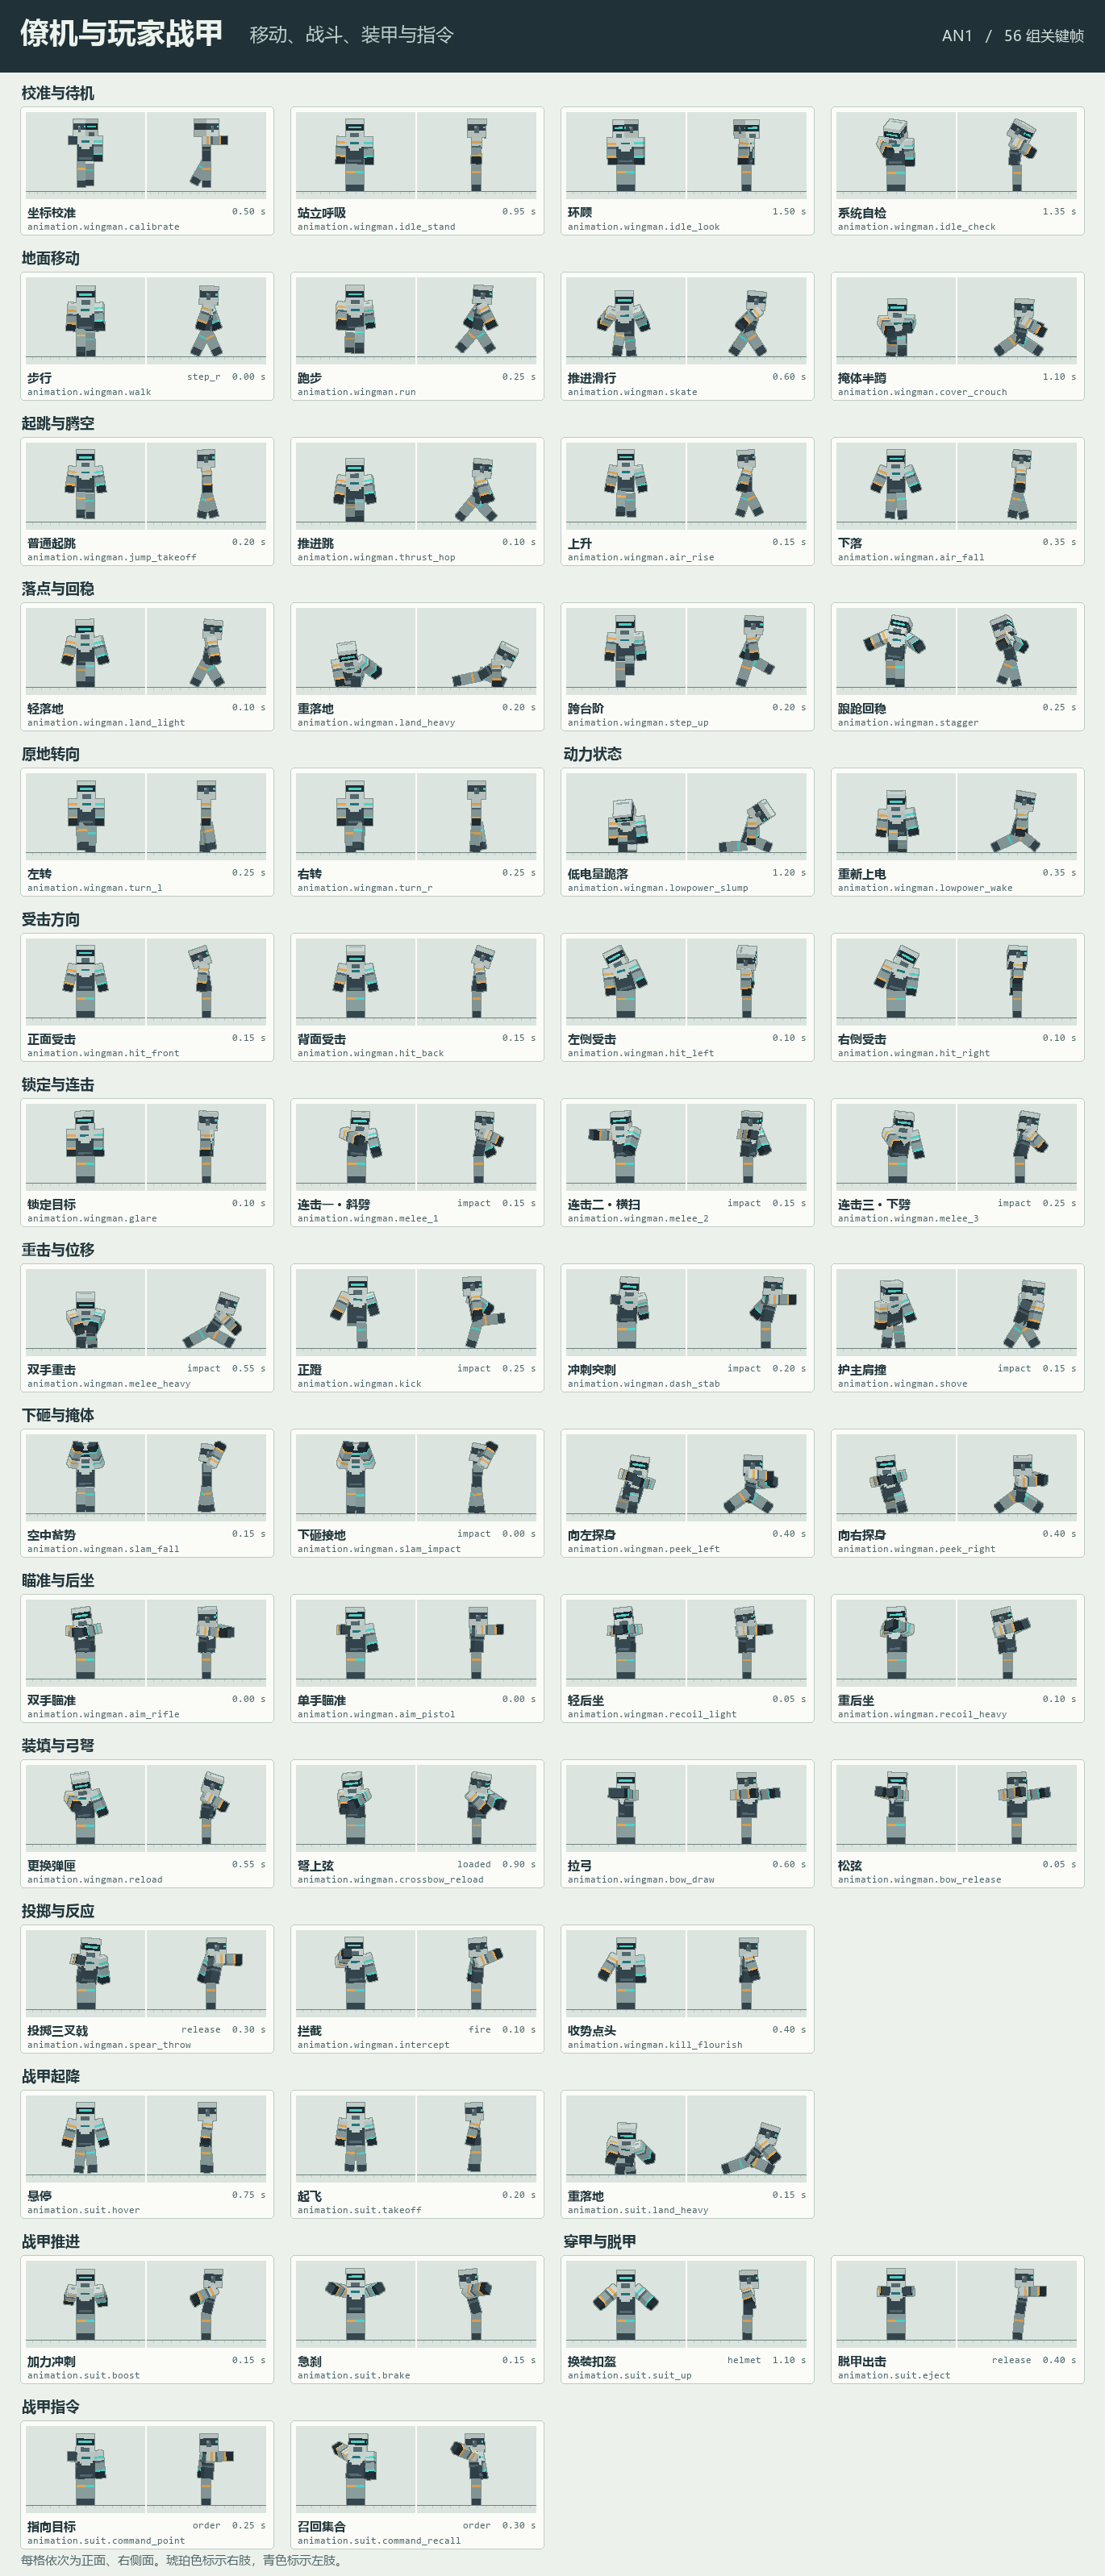 僚机与玩家战甲 移动、战斗、装甲与指令 AN1 / 56 组关键帧
校准与待机
坐标校准 0.50 s
animation.wingman.calibrate
站立呼吸 0.95 s
animation.wingman.idle_stand
环顾 1.50 s
animation.wingman.idle_look
系统自检 1.35 s
animation.wingman.idle_check
地面移动
步行 step_r 0.00 s
animation.wingman.walk
跑步 0.25 s
animation.wingman.run
推进滑行 0.60 s
animation.wingman.skate
掩体半蹲 1.10 s
animation.wingman.cover_crouch
起跳与腾空
普通起跳 0.20 s
animation.wingman.jump_takeoff
推进跳 0.10 s
animation.wingman.thrust_hop
上升 0.15 s
animation.wingman.air_rise
下落 0.35 s
animation.wingman.air_fall
落点与回稳
轻落地 0.10 s
animation.wingman.land_light
重落地 0.20 s
animation.wingman.land_heavy
跨台阶 0.20 s
animation.wingman.step_up
踉跄回稳 0.25 s
animation.wingman.stagger
原地转向
左转 0.25 s
animation.wingman.turn_l
右转 0.25 s
animation.wingman.turn_r
动力状态
低电量跪落 1.20 s
animation.wingman.lowpower_slump
重新上电 0.35 s
animation.wingman.lowpower_wake
受击方向
正面受击 0.15 s
animation.wingman.hit_front
背面受击 0.15 s
animation.wingman.hit_back
左侧受击 0.10 s
animation.wingman.hit_left
右侧受击 0.10 s
animation.wingman.hit_right
锁定与连击
锁定目标 0.10 s
animation.wingman.glare
连击一·斜劈 impact 0.15 s
animation.wingman.melee_1
连击二·横扫 impact 0.15 s
animation.wingman.melee_2
连击三·下劈 impact 0.25 s
animation.wingman.melee_3
重击与位移
双手重击 impact 0.55 s
animation.wingman.melee_heavy
正蹬 impact 0.25 s
animation.wingman.kick
冲刺突刺 impact 0.20 s
animation.wingman.dash_stab
护主肩撞 impact 0.15 s
animation.wingman.shove
下砸与掩体
空中蓄势 0.15 s
animation.wingman.slam_fall
下砸接地 impact 0.00 s
animation.wingman.slam_impact
向左探身 0.40 s
animation.wingman.peek_left
向右探身 0.40 s
animation.wingman.peek_right
瞄准与后坐
双手瞄准 0.00 s
animation.wingman.aim_rifle
单手瞄准 0.00 s
animation.wingman.aim_pistol
轻后坐 0.05 s
animation.wingman.recoil_light
重后坐 0.10 s
animation.wingman.recoil_heavy
装填与弓弩
更换弹匣 0.55 s
animation.wingman.reload
弩上弦 loaded 0.90 s
animation.wingman.crossbow_reload
拉弓 0.60 s
animation.wingman.bow_draw
松弦 0.05 s
animation.wingman.bow_release
投掷与反应
投掷三叉戟 release 0.30 s
animation.wingman.spear_throw
拦截 fire 0.10 s
animation.wingman.intercept
收势点头 0.40 s
animation.wingman.kill_flourish
战甲起降
悬停 0.75 s
animation.suit.hover
起飞 0.20 s
animation.suit.takeoff
重落地 0.15 s
animation.suit.land_heavy
战甲推进
加力冲刺 0.15 s
animation.suit.boost
急刹 0.15 s
animation.suit.brake
穿甲与脱甲
换装扣盔 helmet 1.10 s
animation.suit.suit_up
脱甲出击 release 0.40 s
animation.suit.eject
战甲指令
指向目标 order 0.25 s
animation.suit.command_point
召回集合 order 0.30 s
animation.suit.command_recall
每格依次为正面、右侧面。琥珀色标示右肢，青色标示左肢。